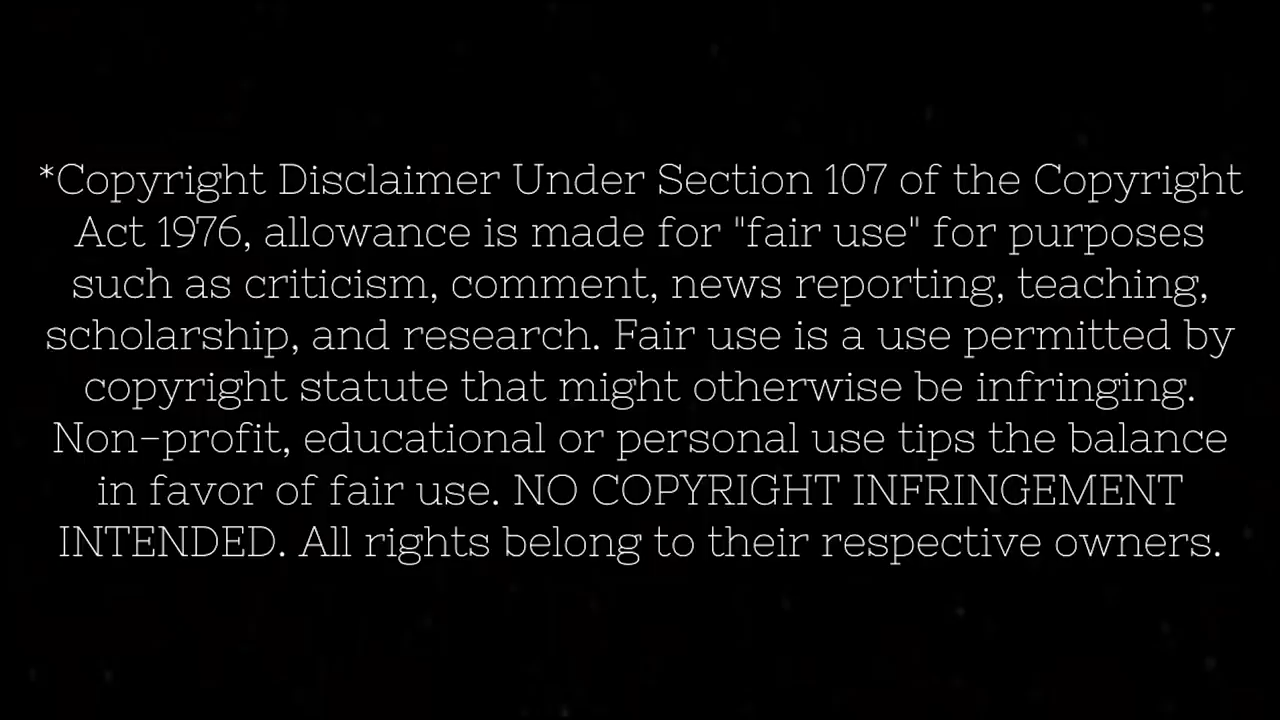 *Copyright Disclaimer Under Section 107 of the Copyright
Act 1976, allowance is made for "fair use" for purposes
such as criticism, comment, news reporting, teaching,
scholarship, and research. Fair use is a use permitted by
copyright statute that might otherwise be infringing.
Non-profit, educational or personal use tips the balance
in favor of fair use. NO COPYRIGHT INFRINGEMENT
INTENDED. All rights belong to their respective owners.